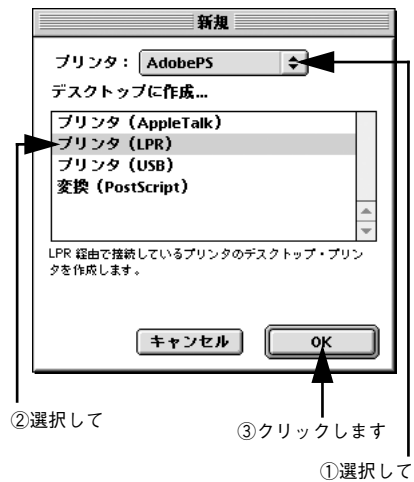 新規
プリンタ： AdobePS
デスクトップに作成...
プリンタ（AppleTalk）
プリンタ（LPR）
プリンタ（USB）
変換（PostScript）
LPR 経由で接続しているプリンタのデスクトップ・プリン
タを作成します。
キャンセル OK
②選択して
③クリックします
①選択して